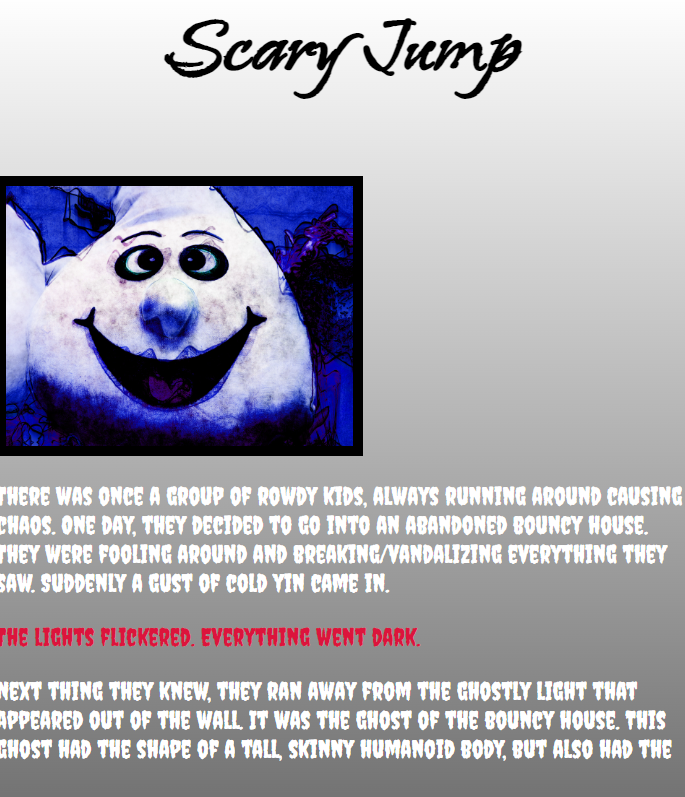 Scary Jump
THERE WAS ONCE A GROUP OF ROWDY KIDS, ALWAYS RUNNING AROUND CAUSING
CHAOS. ONE DAY, THEY DECIDED TO GO INTO AN ABANDONED BOUNCY HOUSE.
THEY WERE FOOLING AROUND AND BREAKING/VANDALIZING EVERYTHING THEY
SAW. SUDDENLY A GUST OF COLD YIN CAME IN.
THE LIGHTS FLICKERED. EVERYTHING WENT DARK.
NEXT THING THEY KNEW, THEY RAN AWAY FROM THE GHOSTLY LIGHT THAT
APPEARED OUT OF THE WALL. IT WAS THE GHOST OF THE BOUNCY HOUSE. THIS
GHOST HAD THE SHAPE OF A TALL, SKINNY HUMANOID BODY, BUT ALSO HAD THE